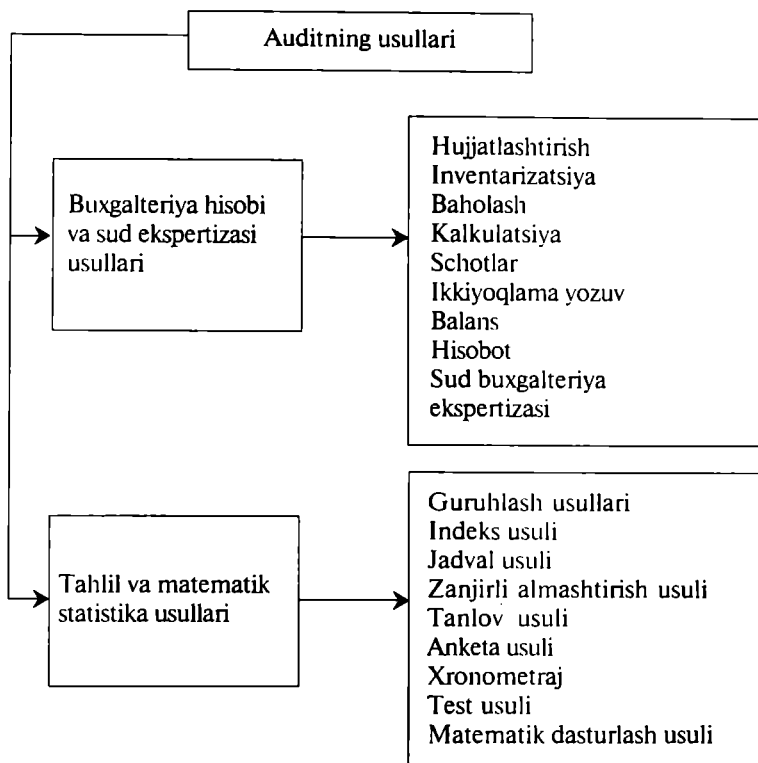 Auditning usullari
Buxgalteriya hisobi
va sud ekspertizasi
usullari
Hujjatlashtirish
Inventarizatsiya
Baholash
Kalkulatsiya
Schotlar
Ikkiyoqlama yozuv
Balans
Hisobot
Sud buxgalteriya
ekspertizasi
Tahlil va matematik
statistika usullari
Guruhlash usullari
Indeks usuli
Jadval usuli
Zanjirli almashtirish usuli
Tanlov usuli
Anketa usuli
Xronometraj
Test usuli
Matematik dasturlash usuli